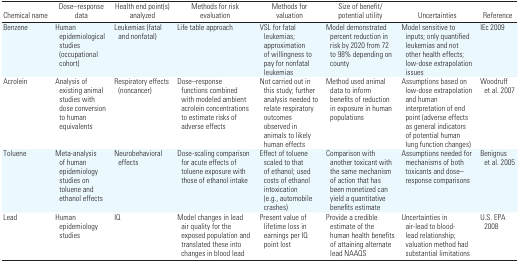 Chemical name
Dose–response data
Health end point(s) analyzed
Methods for risk evaluation
Methods for valuation
Size of benefit/ potential utility
Uncertainties
Reference
Benzene
Human
epidemiological
studies
(occupational
cohort)
Leukemias (fatal
and nonfatal)
Life table approach
VSL for fatal
leukemias;
approximation
of willingness to
pay for nonfatal
leukemias
Model demonstrated
percent reduction in
risk by 2020 from 72
to 98% depending on
county
Model sensitive to
inputs; only quantified
leukemias and not
other health effects;
low-dose extrapolation
issues
IEc 2009
Acrolein
Analysis of
existing animal
studies with
dose conversion
to human
equivalents
Respiratory effects
(noncancer)
Dose–response
functions combined
with modeled ambient
acrolein concentrations
to estimate risks of
adverse effects
Not carried out in
this study; further
analysis needed to
relate respiratory
outcomes
observed in
animals to likely
human effects
Method used animal
data to inform
benefits of reduction
in exposure in human
populations
Assumptions based on
low-dose extrapolation
and human
interpretation of end
point (adverse effects
as general indicators
of potential human
lung function changes)
Woodruff
et al. 2007
Toluene
Meta-analysis
of human
epidemiology
studies on
toluene and
ethanol effects
Neurobehavioral
effects
Dose-scaling comparison
for acute effects of
toluene exposure with
those of ethanol intake
Effect of toluene
scaled to that
of ethanol; used
costs of ethanol
intoxication
(e.g., automobile
crashes)
Comparison with
another toxicant with
the same mechanism
of action that has
been monetized can
yield a quantitative
benefits estimate
Assumptions needed for
mechanisms of both
toxicants and dose–
response comparisons
Benignus
et al. 2005
Lead
Human
epidemiology
studies
IQ
Model changes in lead
air quality for the
exposed population and
translated these into
changes in blood lead
Present value of
lifetime loss in
earnings per IQ
point lost
Provide a credible
estimate of the
human health benefits
of attaining alternate
lead NAAQS
Uncertainties in
air-lead to blood-
lead relationship;
valuation method had
substantial limitations
U.S. EPA
2008